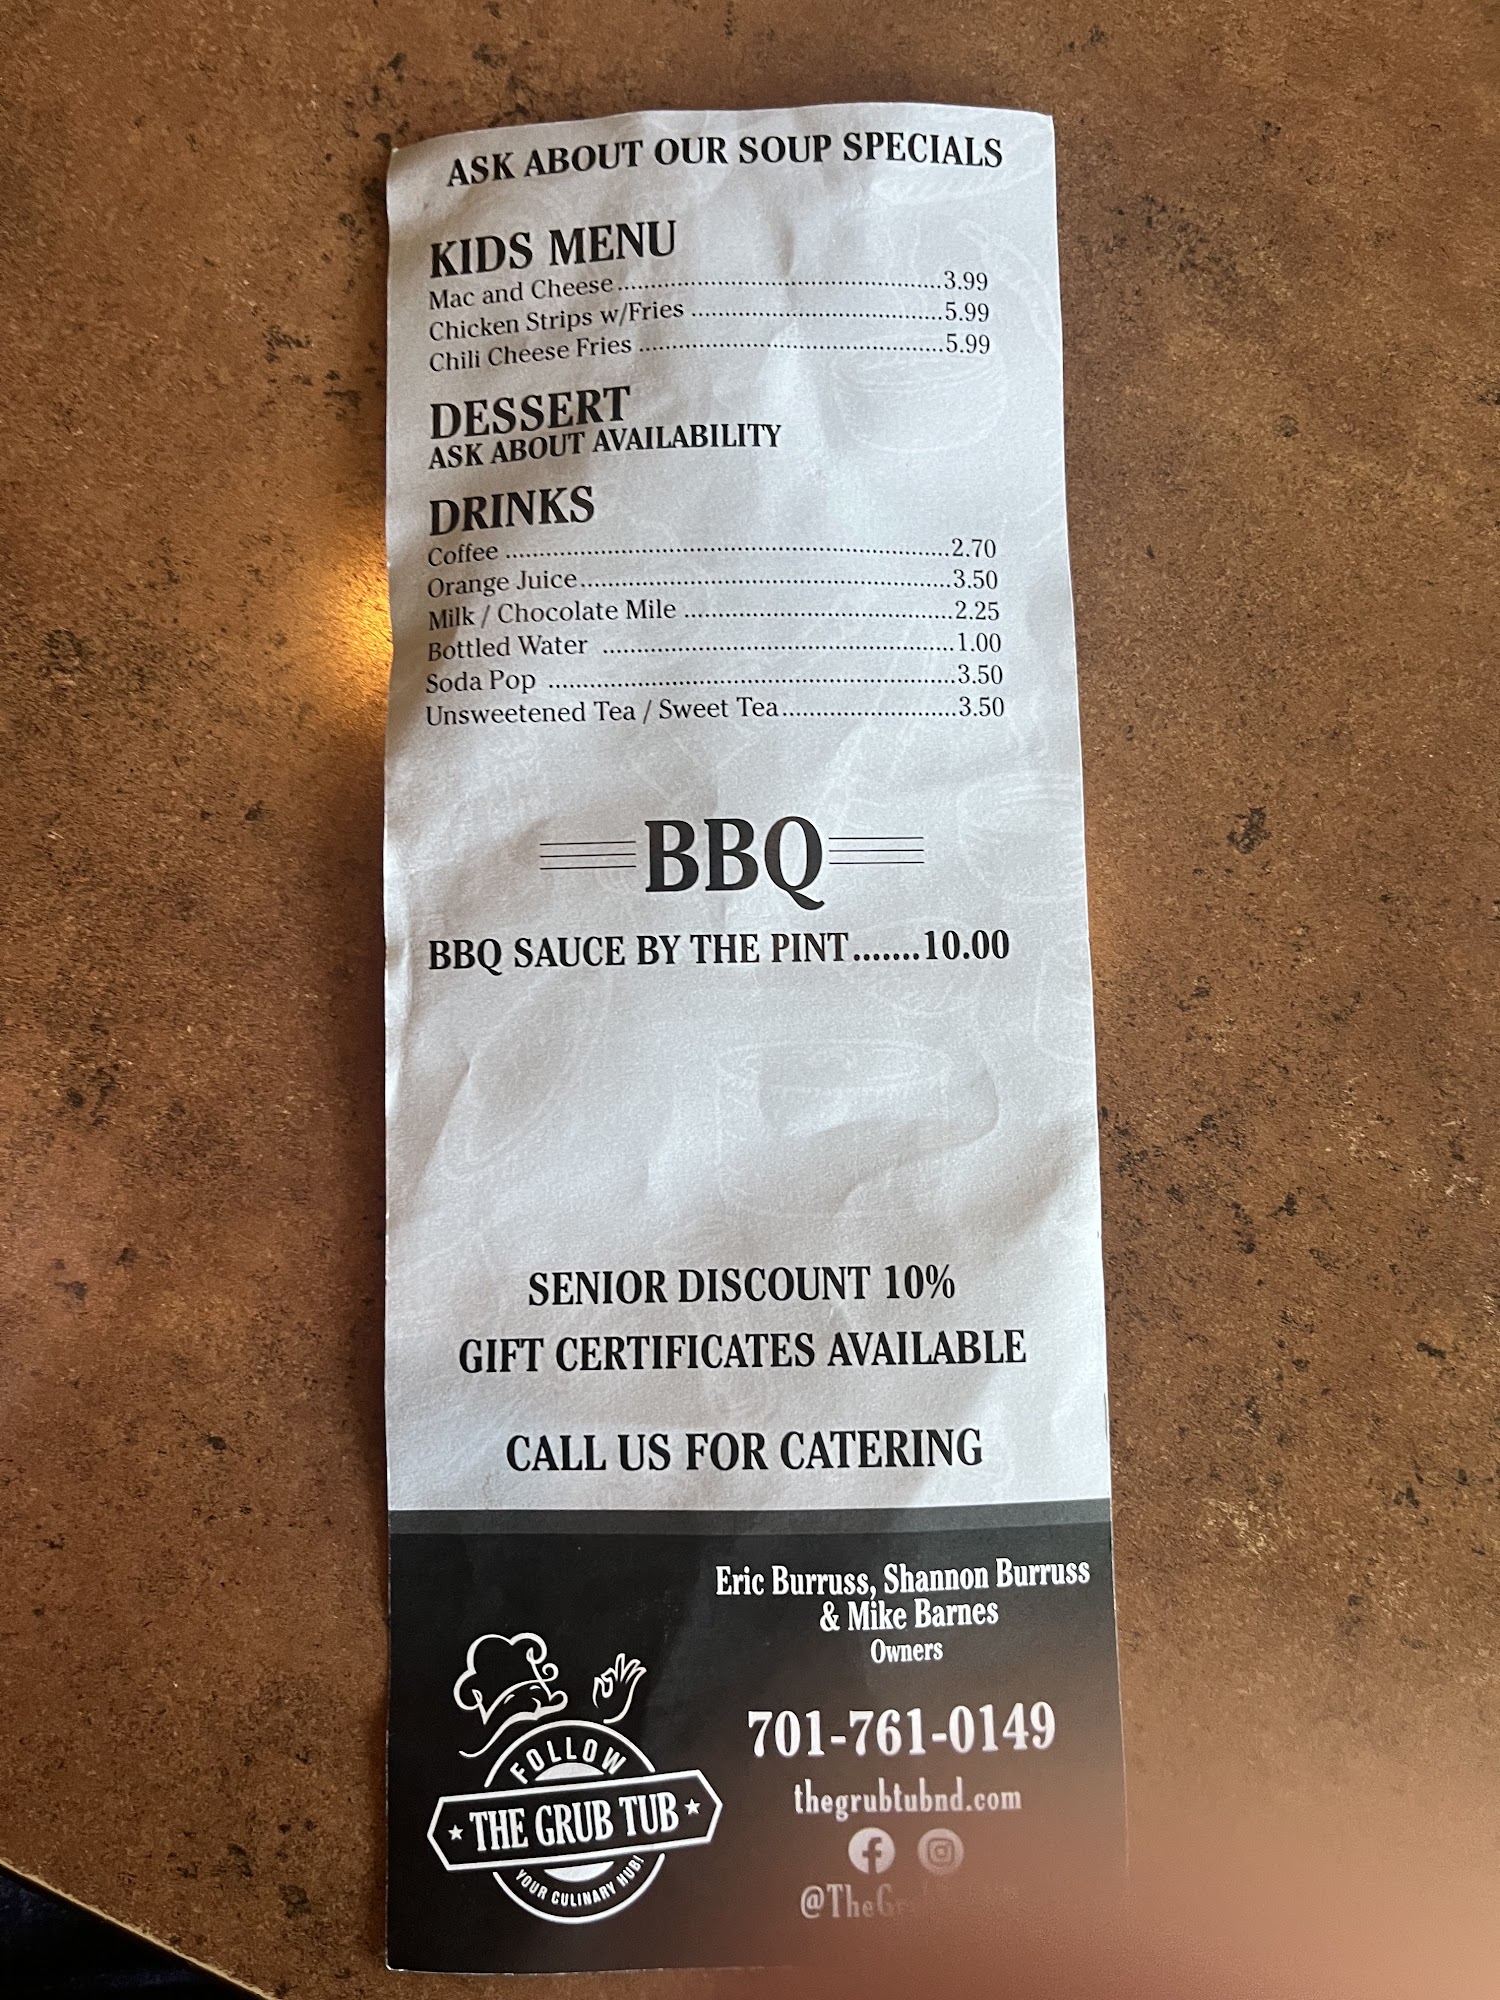 ASK ABOUT OUR SOUP SPECIALS
KIDS MENU
Mac and Cheese.................................................3.99
Chicken Strips w/Fries .....................................5.99
Chili Cheese Fries .............................................5.99
DESSERT
ASK ABOUT AVAILABILITY
DRINKS
Coffee ..................................................................2.70
Orange Juice.......................................................3.50
Milk / Chocolate Mile ........................................2.25
Bottled Water ....................................................1.00
Soda Pop ............................................................3.50
Unsweetened Tea / Sweet Tea..........................3.50
BBQ
BBQ SAUCE BY THE PINT.......10.00
SENIOR DISCOUNT 10%
GIFT CERTIFICATES AVAILABLE
CALL US FOR CATERING
Eric Burruss, Shannon Burruss
& Mike Barnes
Owners
701-761-0149
thegrubtubnd.com
FOLLOW
THE GRUB TUB
YOUR CULINARY HUB!